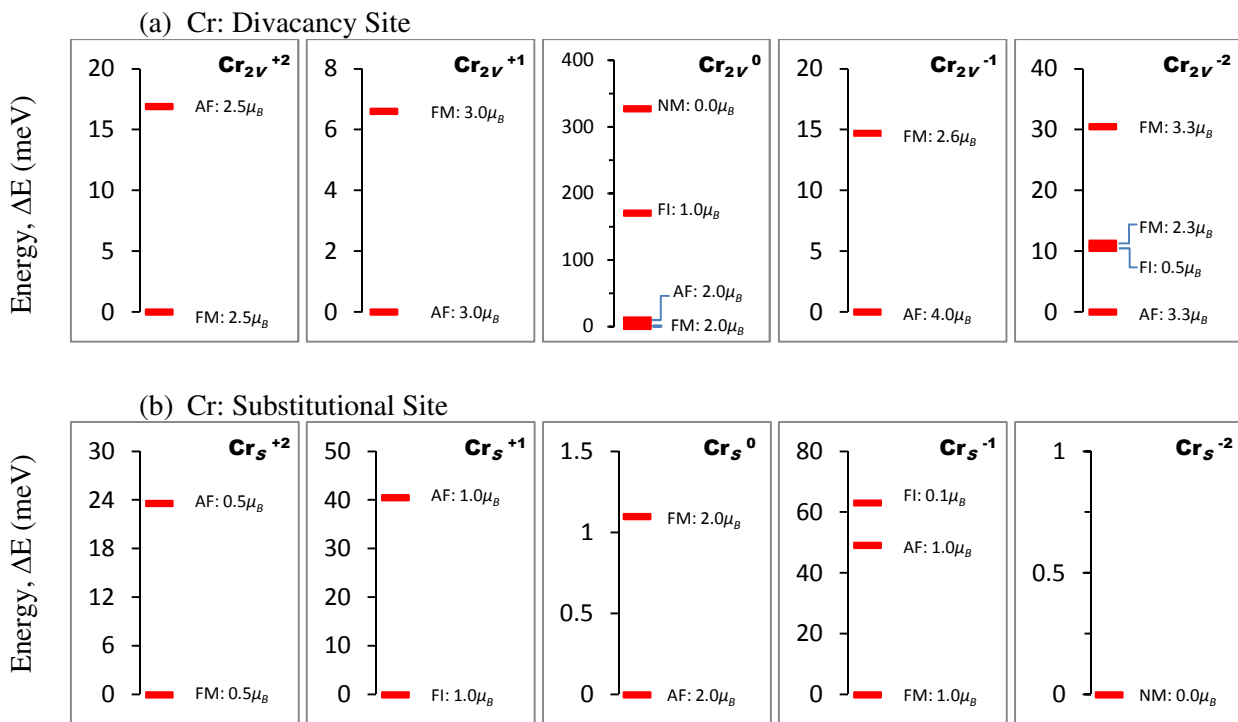 (a) Cr: Divacancy Site
Energy, ΔE (meV)
Cr2V+2
20
15
10
5
0
AF: 2.5μB
FM: 2.5μB
Cr2V+1
8
6
4
2
0
FM: 3.0μB
AF: 3.0μB
Cr2V0
400
300
200
100
0
NM: 0.0μB
FI: 1.0μB
AF: 2.0μB
FM: 2.0μB
Cr2V-1
20
15
10
5
0
FM: 2.6μB
AF: 4.0μB
Cr2V-2
40
30
20
10
0
FM: 3.3μB
FM: 2.3μB
FI: 0.5μB
AF: 3.3μB
(b) Cr: Substitutional Site
Energy, ΔE (meV)
CrS+2
30
24
18
12
6
0
AF: 0.5μB
FM: 0.5μB
CrS+1
50
40
30
20
10
0
AF: 1.0μB
FI: 1.0μB
CrS0
1.5
1
0.5
0
FM: 2.0μB
AF: 2.0μB
CrS-1
80
60
40
20
0
FI: 0.1μB
AF: 1.0μB
FM: 1.0μB
CrS-2
1
0.5
0
NM: 0.0μB